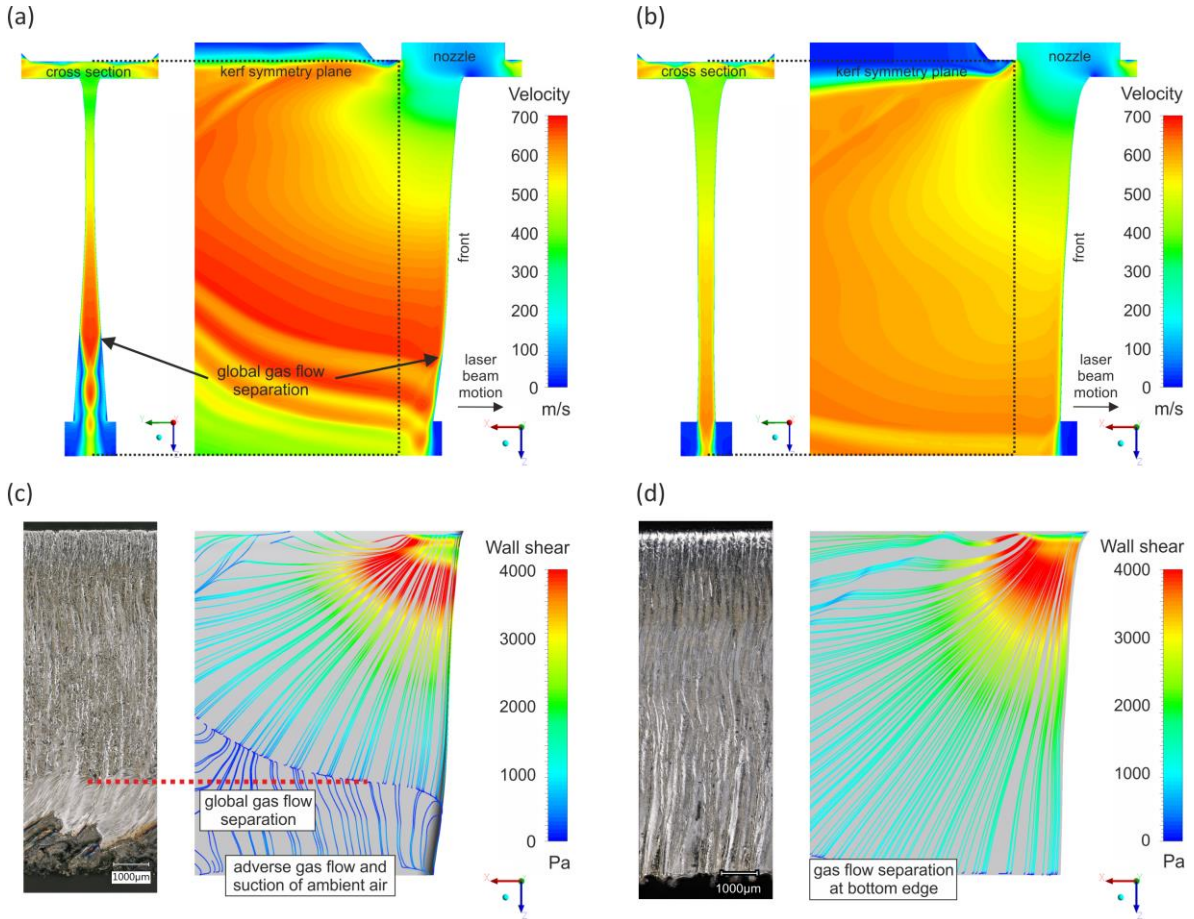 (a)
cross section
kerf symmetry plane
nozzle
Velocity
700
600
500
400
300
200
100
0
m/s
front
global gas flow
separation
laser
beam
motion
Y
X
Z
X
Y
Z
(b)
cross section
kerf symmetry plane
nozzle
Velocity
700
600
500
400
300
200
100
0
m/s
front
laser
beam
motion
Y
X
Z
X
Y
Z
(c)
1000µm
Wall shear
4000
3000
2000
1000
0
Pa
global gas flow
separation
adverse gas flow and
suction of ambient air
X
Y
Z
(d)
1000µm
Wall shear
4000
3000
2000
1000
0
Pa
gas flow separation
at bottom edge
X
Y
Z